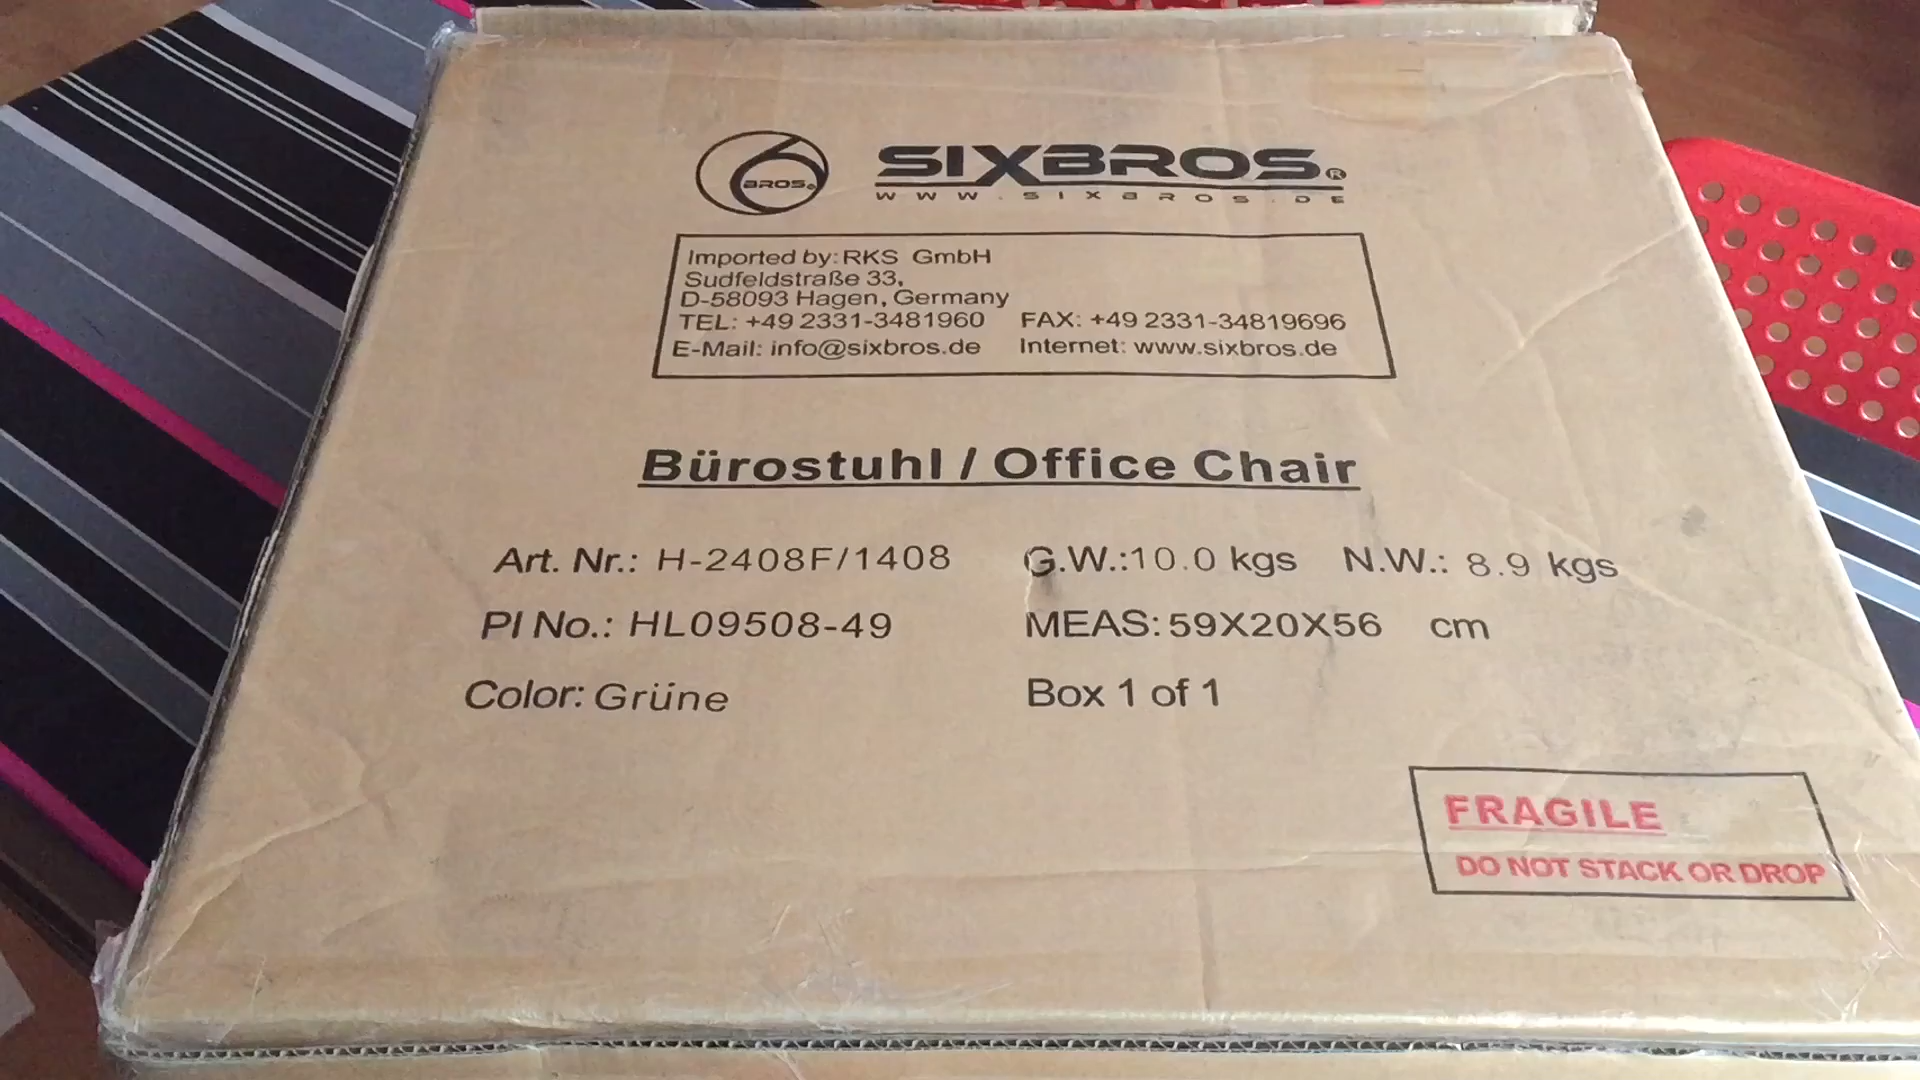 6 BROS.
SIXBROS.®
WWW.SIXBROS.DE
Imported by: RKS GmbH
Sudfeldstraße 33,
D-58093 Hagen, Germany
TEL: +49 2331-3481960 FAX: +49 2331-34819696
E-Mail: info@sixbros.de Internet: www.sixbros.de
Bürostuhl / Office Chair
Art. Nr.: H-2408F/1408 G.W.:10.0 kgs N.W.: 8.9 kgs
PI No.: HL09508-49 MEAS: 59X20X56 cm
Color: Grüne Box 1 of 1
FRAGILE
DO NOT STACK OR DROP